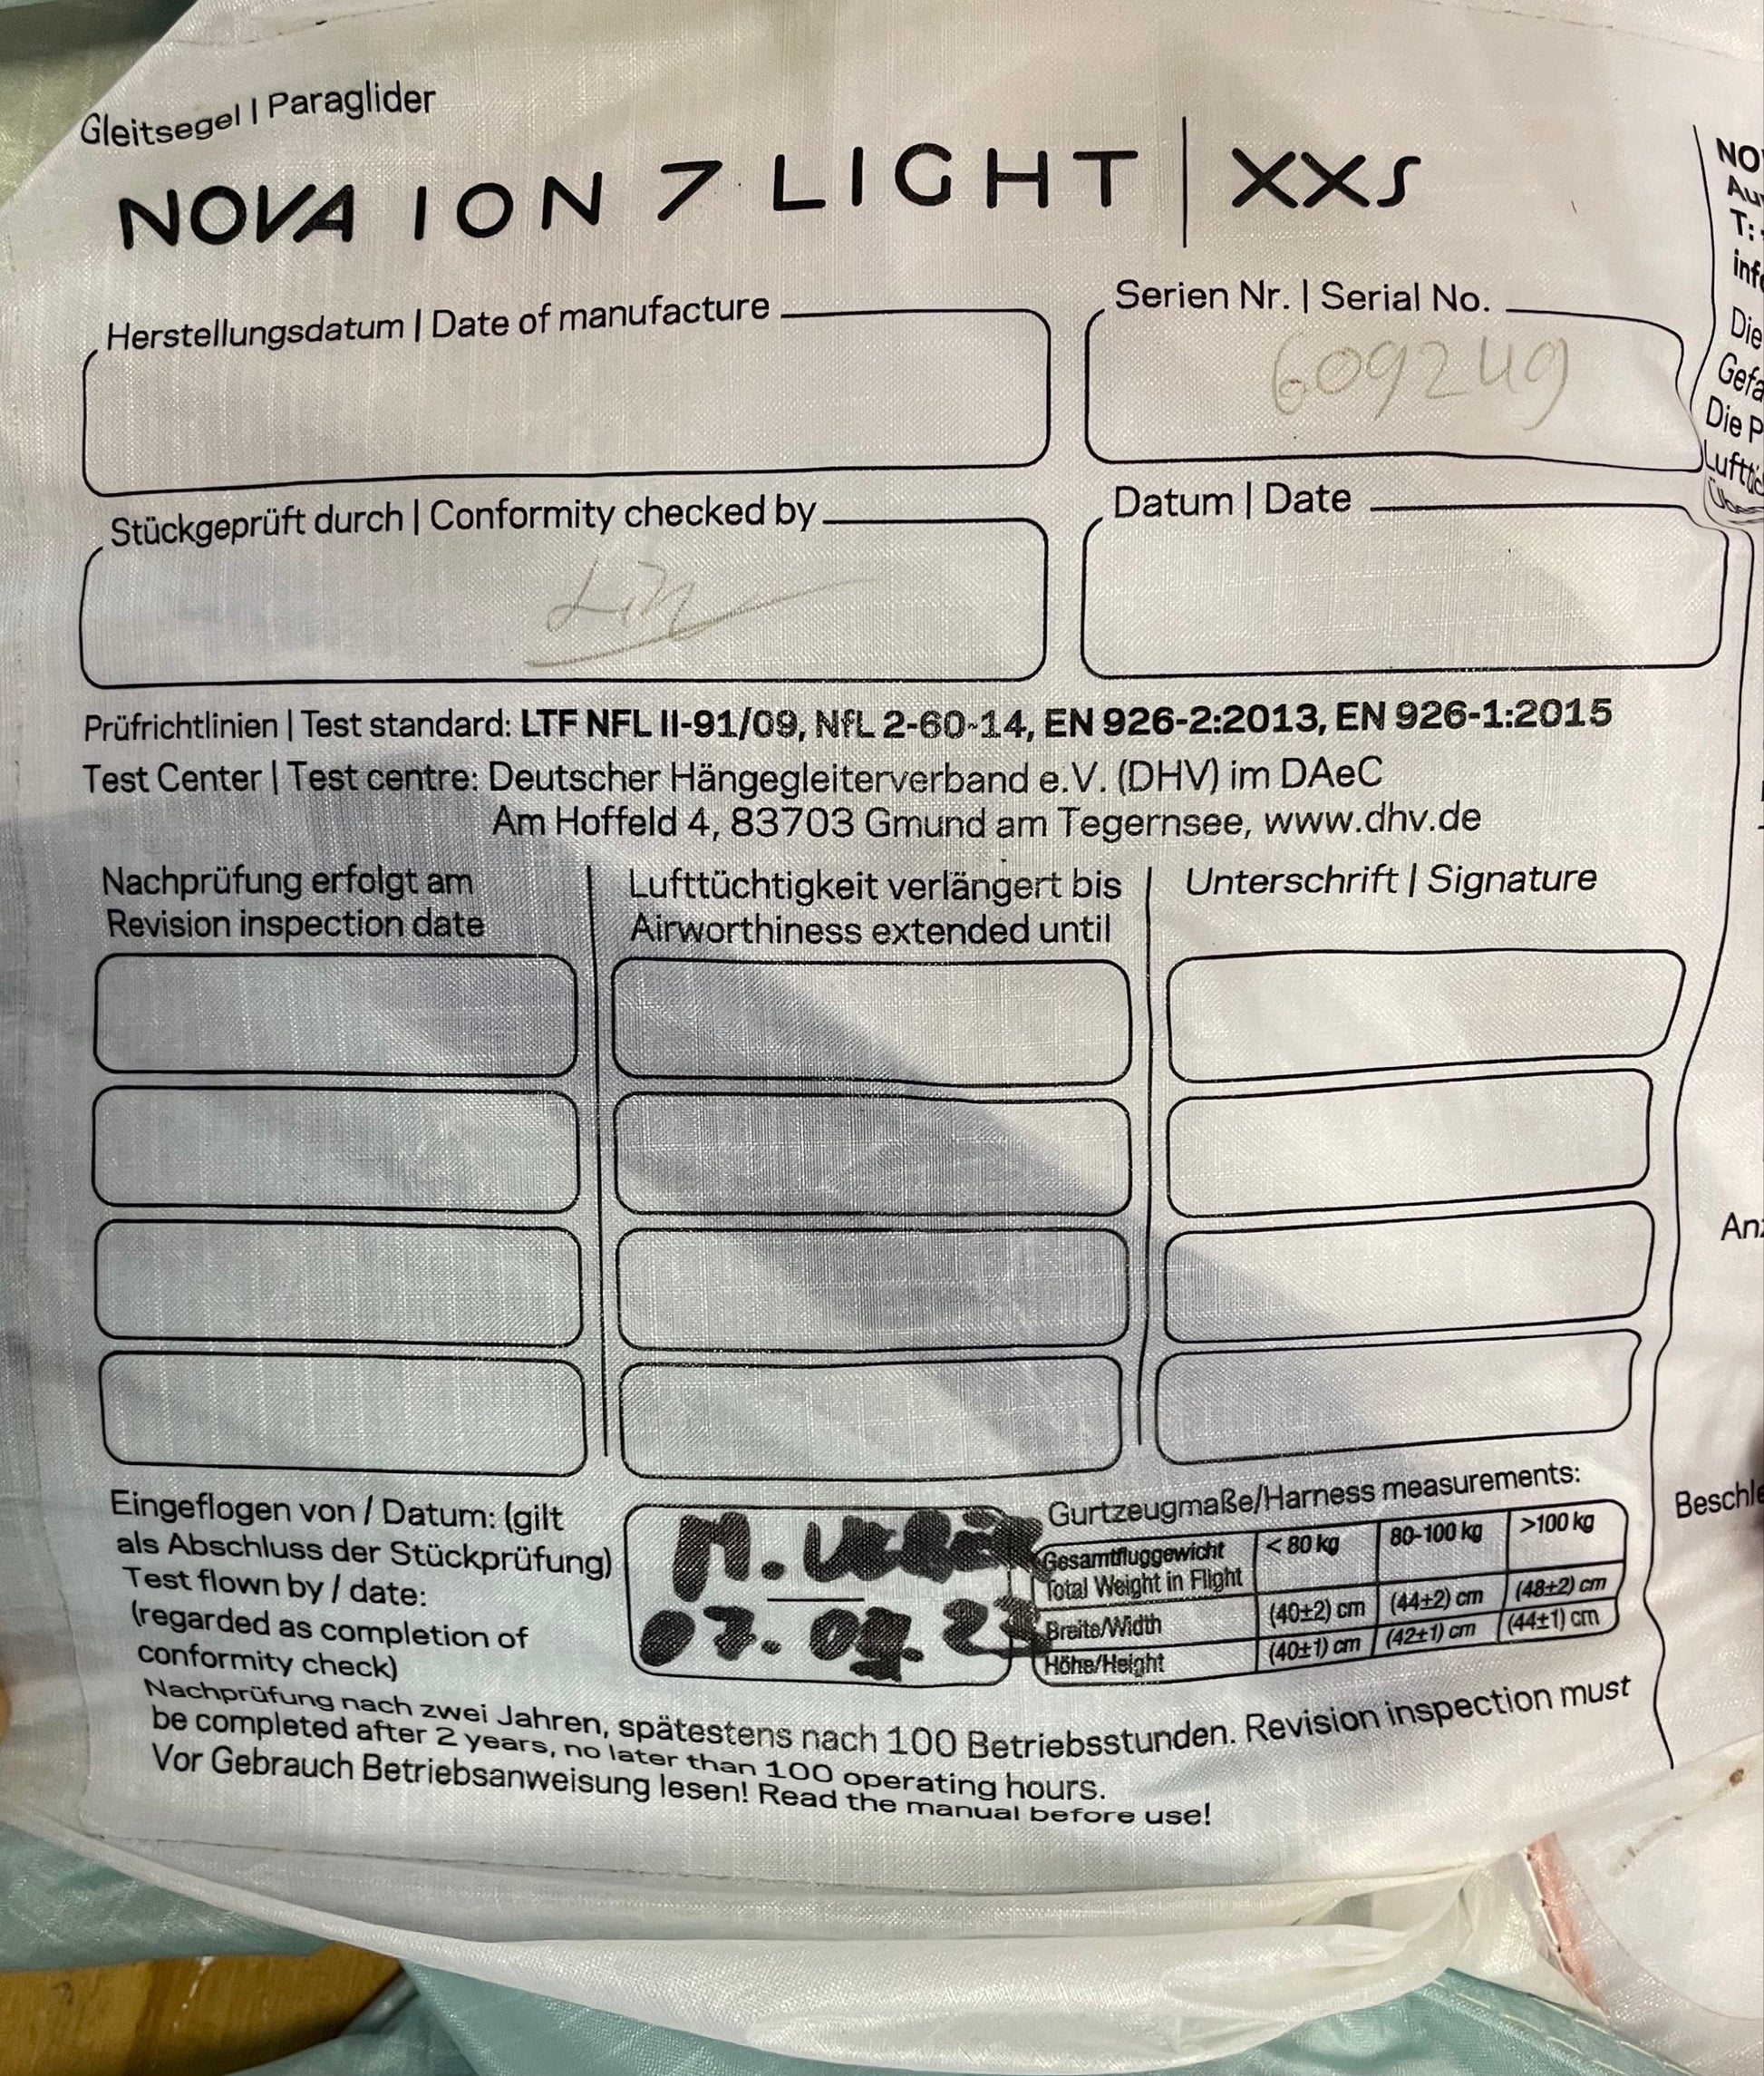 Gleitsegel | Paraglider
NOVA ION 7 LIGHT | XXS
Herstellungsdatum | Date of manufacture
Serien Nr. | Serial No.
609249
Stückgeprüft durch | Conformity checked by
Datum | Date
Prüfrichtlinien | Test standard: LTF NFL II-91/09, NfL 2-60-14, EN 926-2:2013, EN 926-1:2015
Test Center | Test centre: Deutscher Hängegleiterverband e.V. (DHV) im DAeC
Am Hoffeld 4, 83703 Gmund am Tegernsee, www.dhv.de
Nachprüfung erfolgt am
Revision inspection date
Lufttüchtigkeit verlängert bis
Airworthiness extended until
Unterschrift | Signature
Eingeflogen von / Datum: (gilt
als Abschluss der Stückprüfung)
Test flown by / date:
(regarded as completion of
conformity check)
M.
07.
Gurtzeugmaße/Harness measurements:
Gesamtfluggewicht
Total Weight in Flight
< 80 kg
80-100 kg
>100 kg
Breite/Width (40±2) cm (44±2) cm (48±2) cm
Höhe/Height (40±1) cm (42±1) cm (44±1) cm
Nachprüfung nach zwei Jahren, spätestens nach 100 Betriebsstunden. Revision inspection must
be completed after 2 years, no later than 100 operating hours.
Vor Gebrauch Betriebsanweisung lesen! Read the manual before use!
NO
T:
Die
Die P